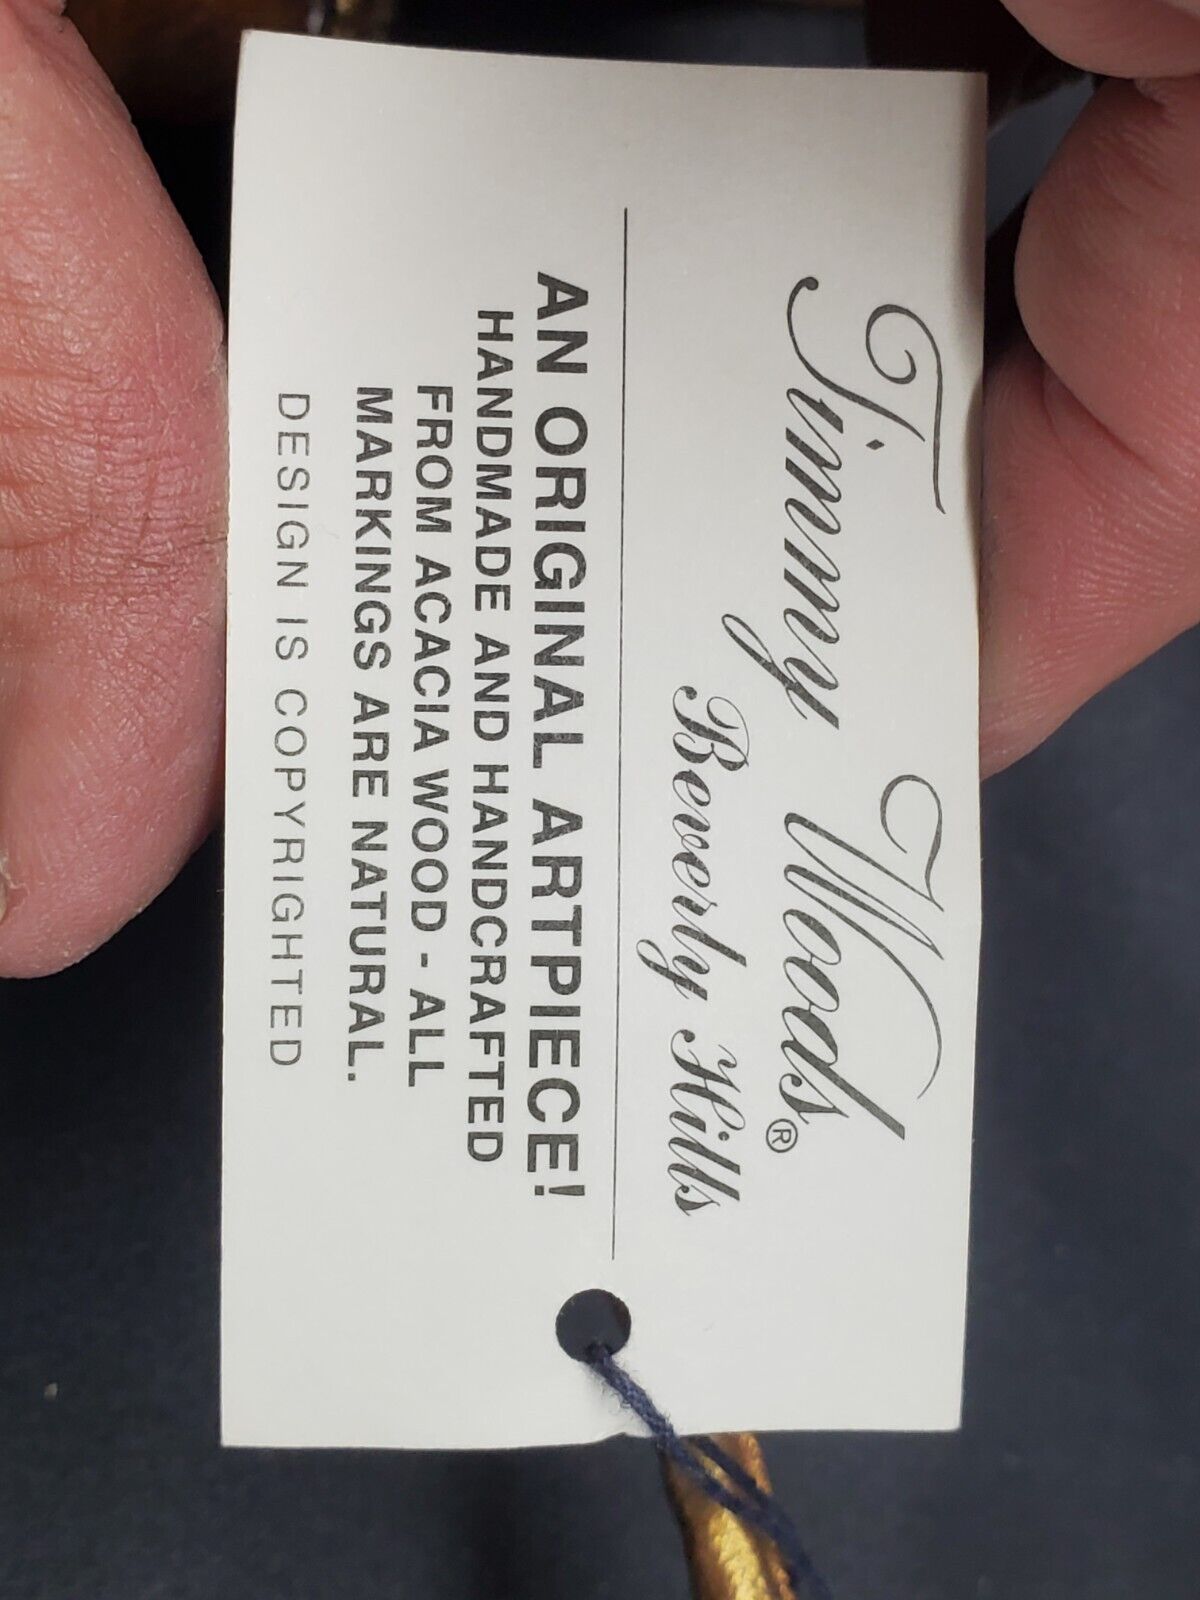 Timmy Woods®
Beverly Hills
AN ORIGINAL ARTPIECE!
HANDMADE AND HANDCRAFTED
FROM ACACIA WOOD - ALL
MARKINGS ARE NATURAL.
DESIGN IS COPYRIGHTED